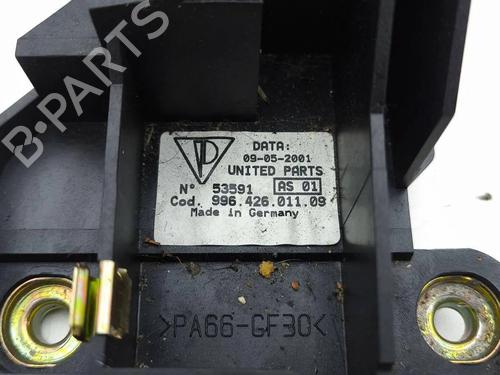 B-PARTS
DATA:
09-05-2001
UNITED PARTS
N° 53591 AS 01
Cod. 996.426.011.09
Made in Germany
>PA66-GF30<